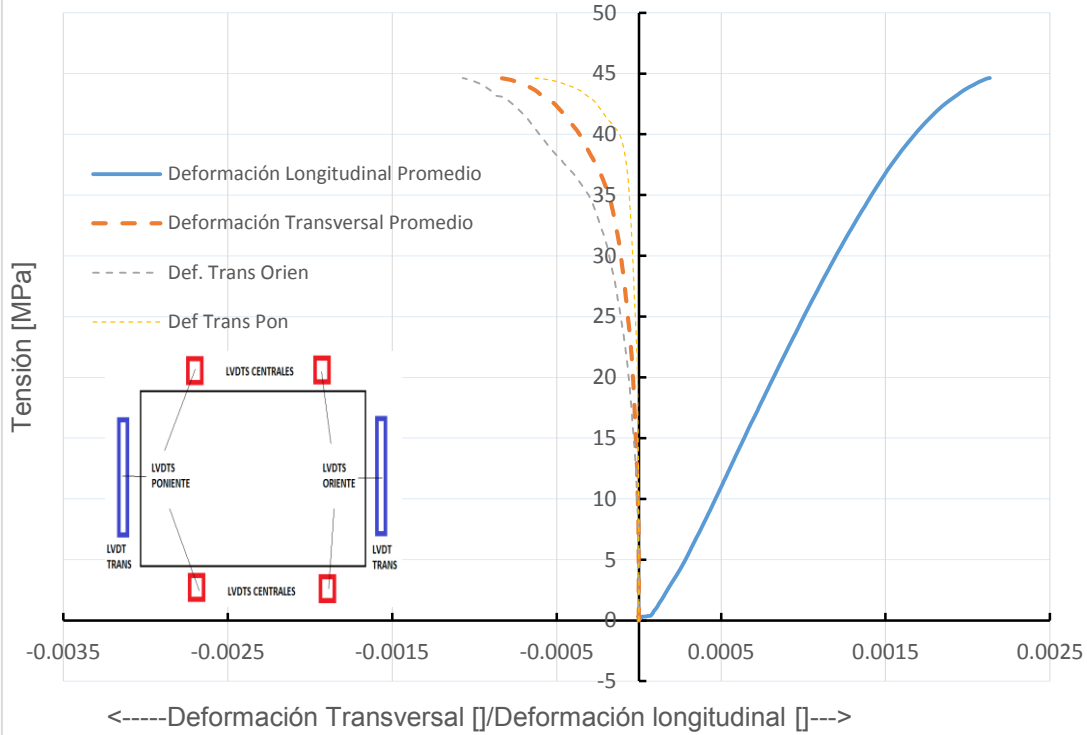 50
45
40
35
30
25
20
15
10
5
0
-5
Tensión [MPa]
Deformación Longitudinal Promedio
Deformación Transversal Promedio
Def. Trans Orien
Def Trans Pon
LVDTS CENTRALES
LVDTS
PONIENTE
LVDTS
ORIENTE
LVDT
TRANS
LVDT
TRANS
LVDTS CENTRALES
-0.0035
-0.0025
-0.0015
-0.0005
0.0005
0.0015
0.0025
<-----Deformación Transversal []/Deformación longitudinal []--->